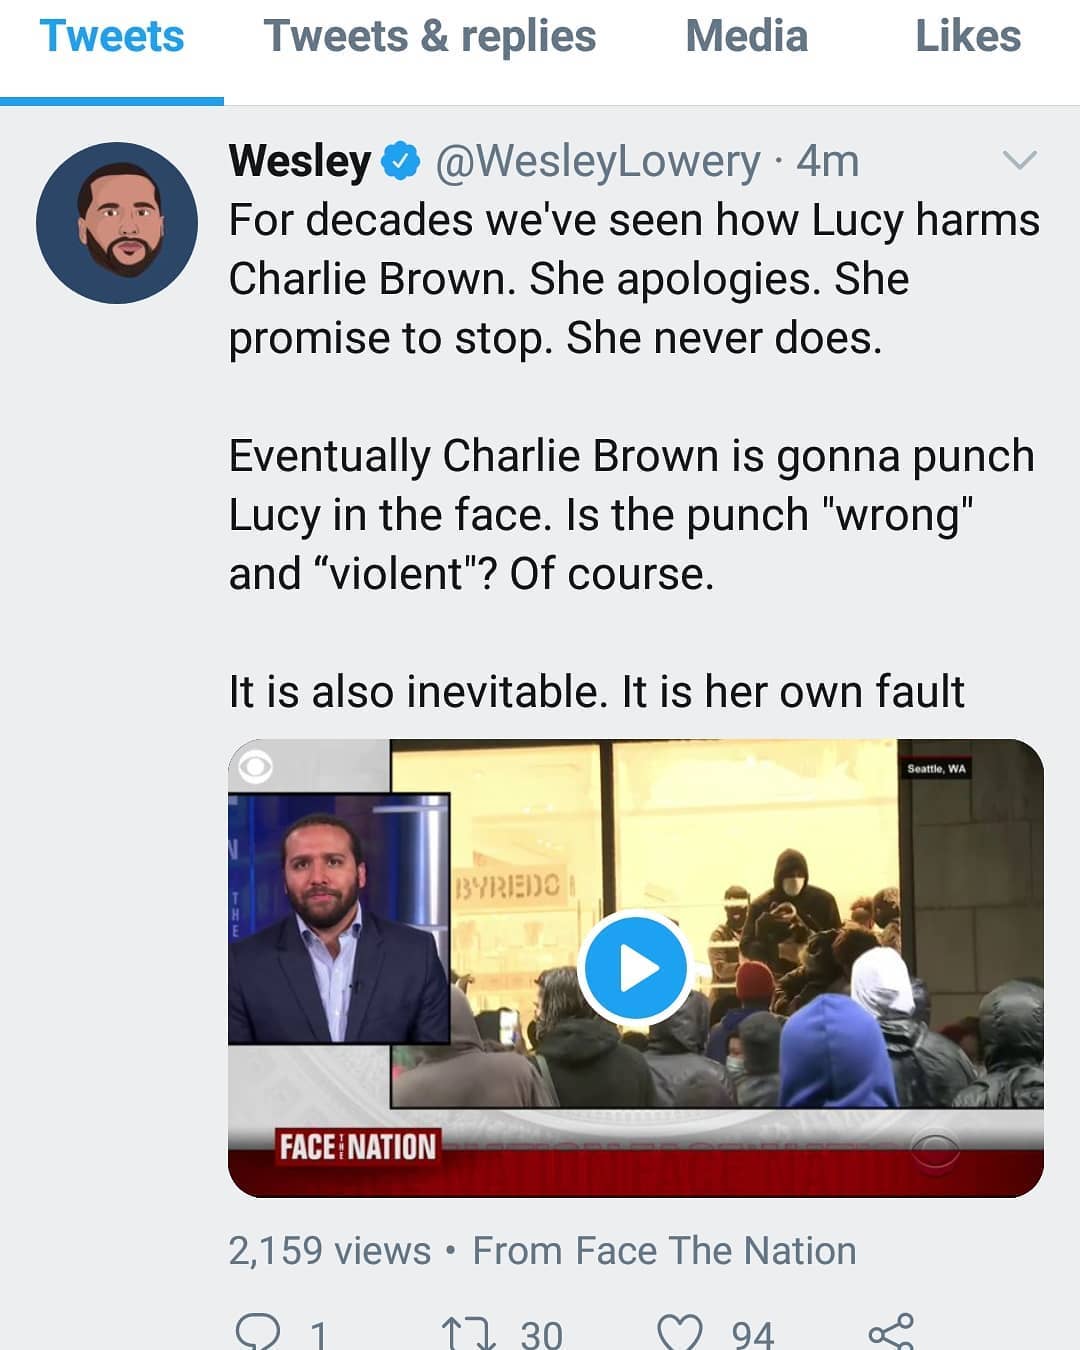 Tweets Tweets & replies Media Likes
Wesley @WesleyLowery · 4m
For decades we've seen how Lucy harms
Charlie Brown. She apologies. She
promise to stop. She never does.
Eventually Charlie Brown is gonna punch
Lucy in the face. Is the punch "wrong"
and “violent"? Of course.
It is also inevitable. It is her own fault
Seattle, WA
BYREDO
FACE THE NATION
2,159 views • From Face The Nation
1 30 94